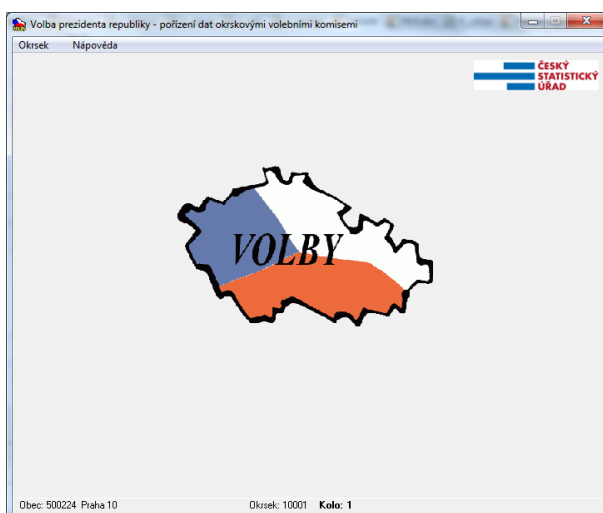 Volba prezidenta republiky - pořízení dat okrskovými volebními komisemi
Okrsek Nápověda
ČESKÝ
STATISTICKÝ
ÚŘAD
VOLBY
Obec: 500224 Praha 10 Okrsek: 10001 Kolo: 1